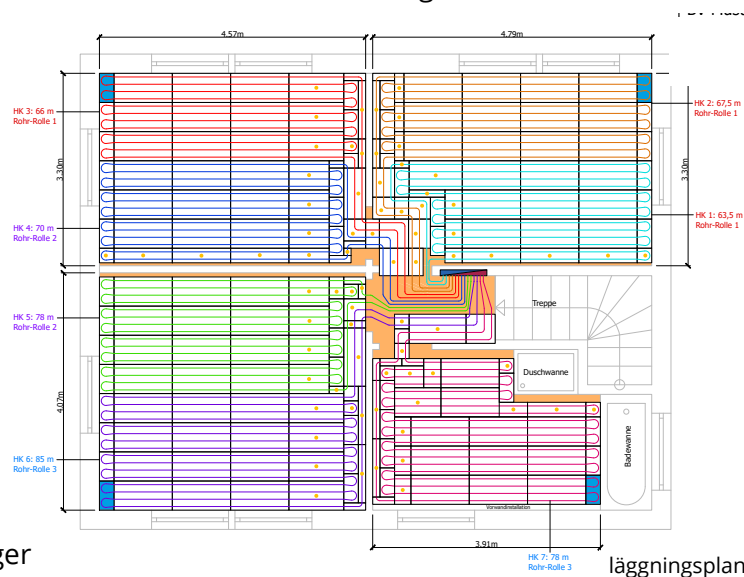 4.57m
4.79m
HK 3: 66 m
Rohr-Rolle 1
HK 2: 67,5 m
Rohr-Rolle 1
3.30m
3.30m
HK 4: 70 m
Rohr-Rolle 2
HK 1: 63,5 m
Rohr-Rolle 1
HK 5: 78 m
Rohr-Rolle 2
Treppe
Duschwanne
4.07m
Badewanne
HK 6: 85 m
Rohr-Rolle 3
Vorwandinstallation
3.91m
ger
HK 7: 78 m
Rohr-Rolle 3
läggningsplan